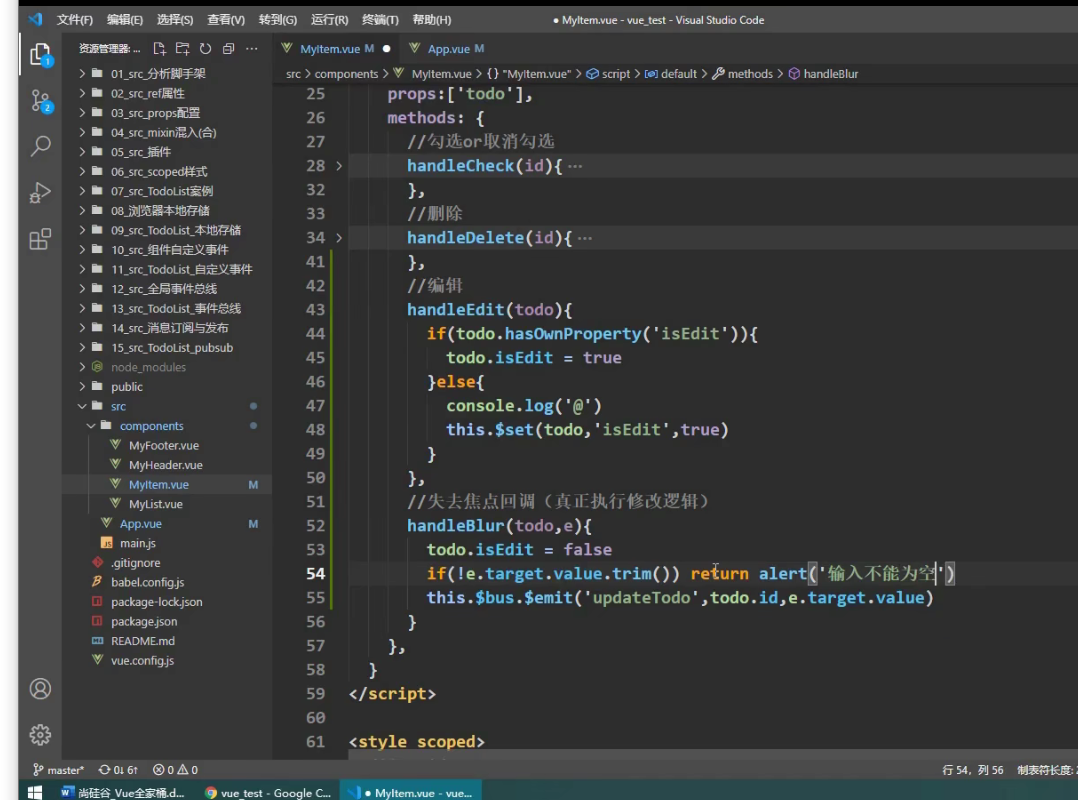 文件(F) 编辑(E) 选择(S) 查看(V) 转到(G) 运行(R) 终端(T) 帮助(H) ● MyItem.vue - vue_test - Visual Studio Code
资源管理器: ... MyItem.vue M ● App.vue M
src > components > MyItem.vue > {} "MyItem.vue" > script > default > methods > handleBlur
01_src_分析脚手架
02_src_ref属性
03_src_props配置
04_src_mixin混入(合)
05_src_插件
06_src_scoped样式
07_src_TodoList案例
08_浏览器本地存储
09_src_TodoList_本地存储
10_src_组件自定义事件
11_src_TodoList_自定义事件
12_src_全局事件总线
13_src_TodoList_事件总线
14_src_消息订阅与发布
15_src_TodoList_pubsub
node_modules
public
src
components
MyFooter.vue
MyHeader.vue
MyItem.vue M
MyList.vue
App.vue M
main.js
.gitignore
babel.config.js
package-lock.json
package.json
README.md
vue.config.js
25 props:['todo'],
26 methods: {
27 //勾选or取消勾选
28 > handleCheck(id){ ...
32 },
33 //删除
34 > handleDelete(id){ ...
41 },
42 //编辑
43 handleEdit(todo){
44 if(todo.hasOwnProperty('isEdit')){
45 todo.isEdit = true
46 }else{
47 console.log('@')
48 this.$set(todo,'isEdit',true)
49 }
50 },
51 //失去焦点回调（真正执行修改逻辑）
52 handleBlur(todo,e){
53 todo.isEdit = false
54 if(!e.target.value.trim()) return alert('输入不能为空')
55 this.$bus.$emit('updateTodo',todo.id,e.target.value)
56 }
57 },
58 }
59 </script>
60
61 <style scoped>
master* 0↓ 6↑ 0 0 行 54，列 56 制表符长度:
尚硅谷_Vue全家桶.d... vue_test - Google C... ● MyItem.vue - vue...